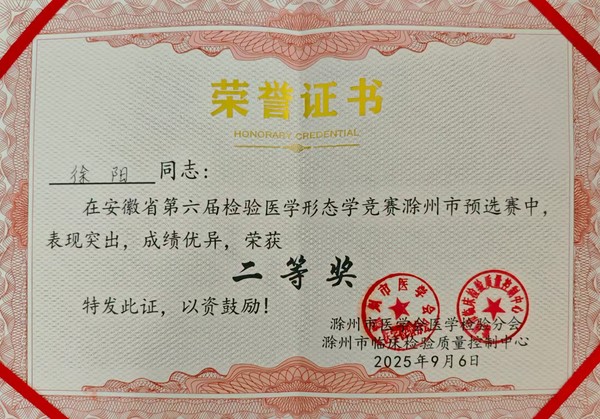 荣誉证书
HONORARY CREDENTIAL
徐阳 同志：
在安徽省第六届检验医学形态学竞赛滁州市预选赛中，
表现突出，成绩优异，荣获
二等奖
特发此证，以资鼓励！
滁州市医学会医学检验分会
滁州市临床检验质量控制中心
2025年9月6日